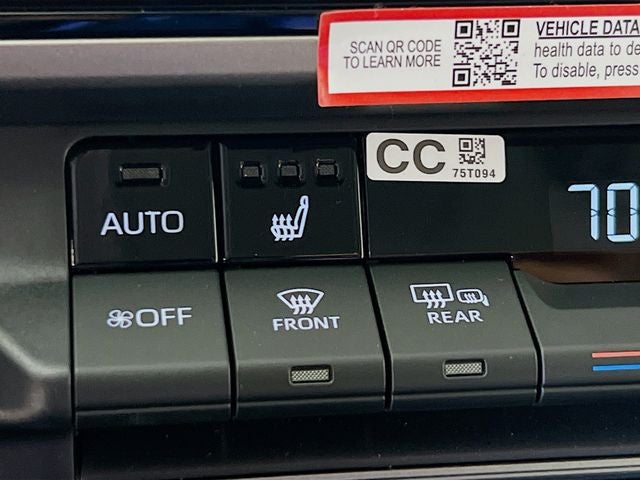 SCAN QR CODE
TO LEARN MORE
VEHICLE DATA
health data to de
To disable, press
CC
75T094
AUTO
70
OFF
FRONT
REAR